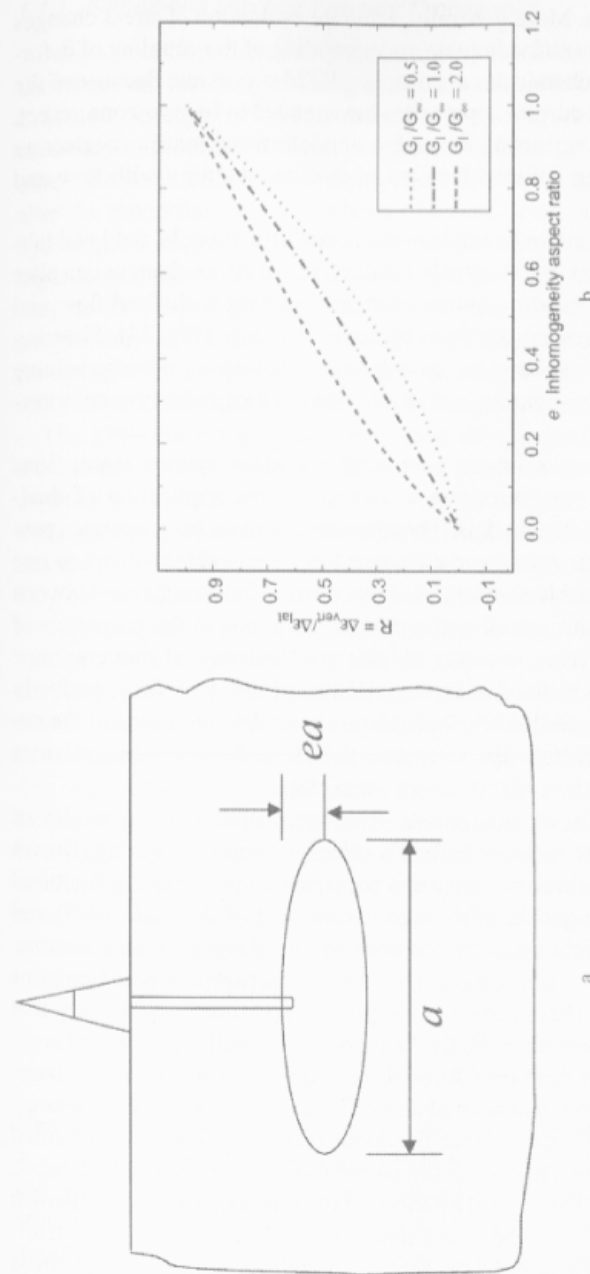 ea
a
a
ℛ = Δε_vert/Δε_lat
0.9
0.7
0.5
0.3
0.1
-0.1
G_I /G_∞ = 0.5
G_I /G_∞ = 1.0
G_I /G_∞ = 2.0
0.0 0.2 0.4 0.6 0.8 1.0 1.2
e , Inhomogeneity aspect ratio
b